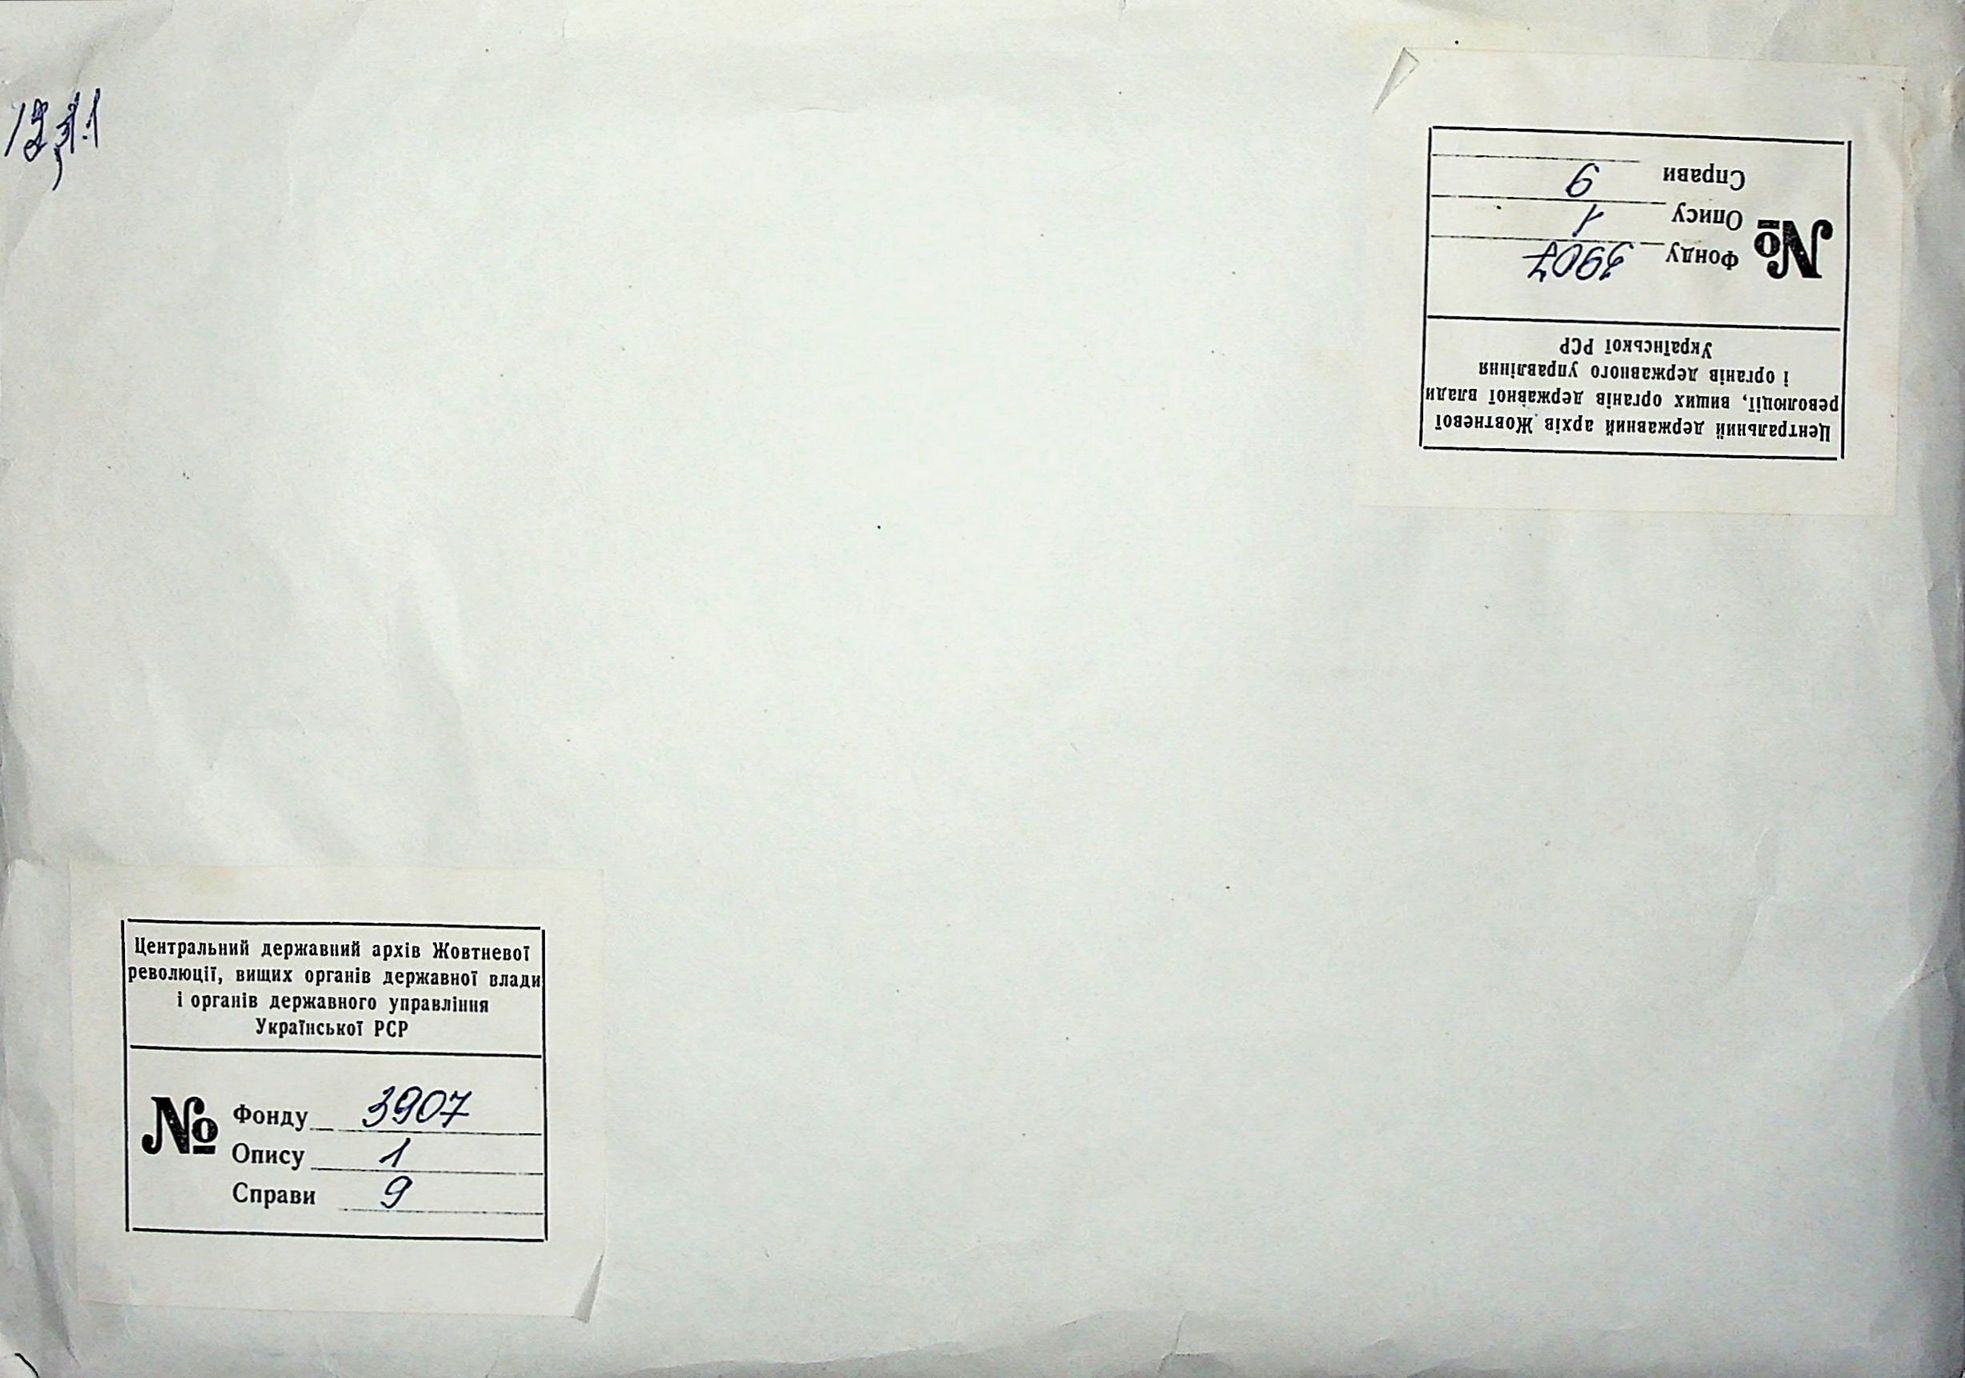 Центральний державний архів Жовтневої
революції, вищих органів державної влади
і органів державного управління
Української РСР
№ Фонду 3907
Опису 1
Справи 9
Центральний державний архів Жовтневої
революції, вищих органів державної влади
і органів державного управління
Української РСР
№ Фонду 3907
Опису 1
Справи 9